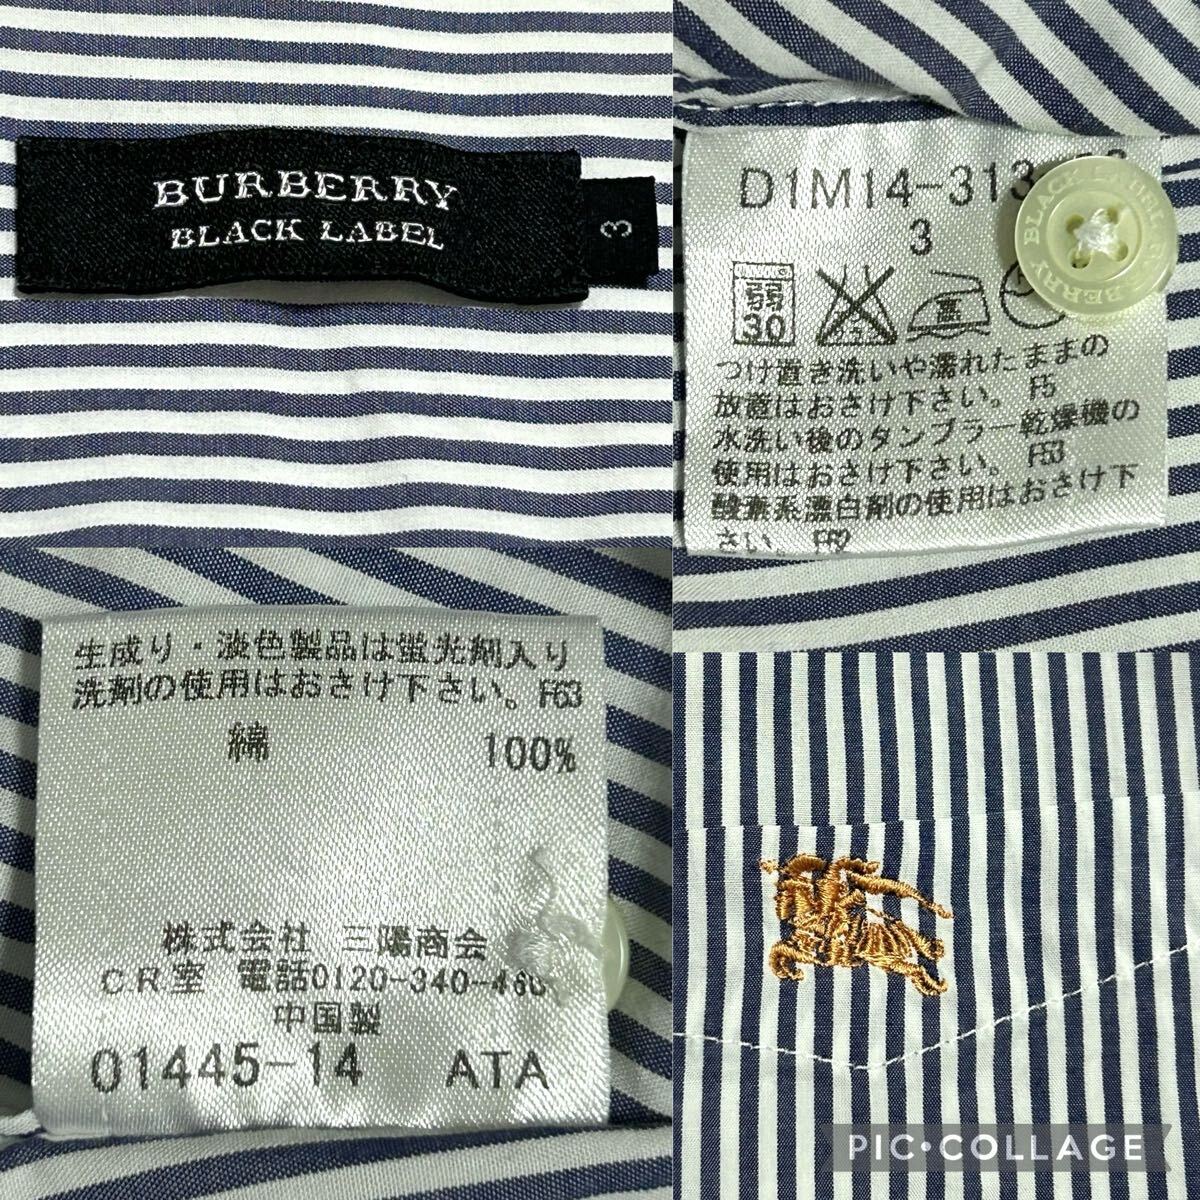 BURBERRY
BLACK LABEL
3
D1M14-313
3
弱
30
つけ置き洗いや濡れたままの
放置はおさけ下さい。 F5
水洗い後のタンブラー乾燥機の
使用はおさけ下さい。 F53
酸素系漂白剤の使用はおさけ下
さい。 F82
BLACK LABEL
BURBERRY
生成り・淡色製品は蛍光剤入り
洗剤の使用はおさけ下さい。F63
綿 100%
株式会社 三陽商会
C.R室 電話0120-340-460
中国製
01445-14 ATA
PIC•COLLAGE